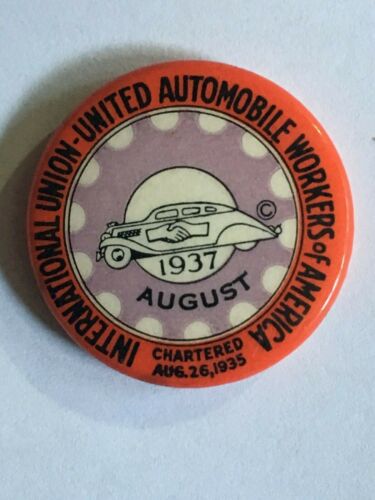 INTERNATIONAL UNION-UNITED AUTOMOBILE WORKERS of AMERICA
©
1937
AUGUST
CHARTERED
AUG. 26, 1935